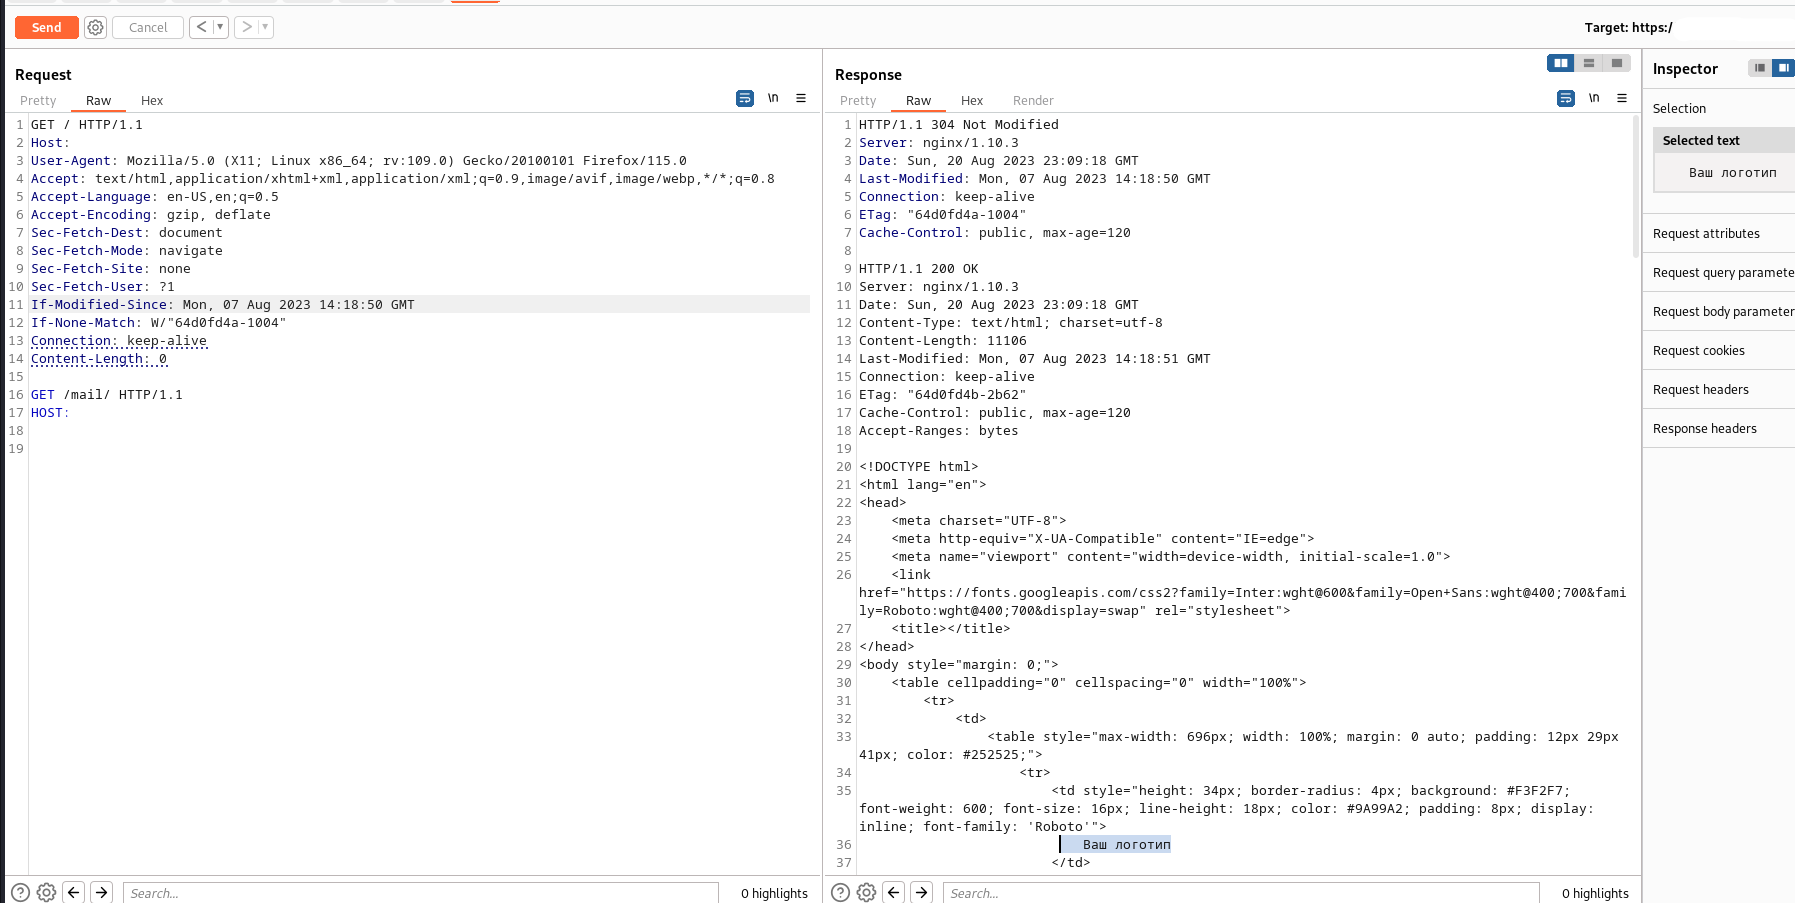 Send
Cancel
<
>
Target: https:/
Request
Pretty Raw Hex
\n
1 GET / HTTP/1.1
2 Host:
3 User-Agent: Mozilla/5.0 (X11; Linux x86_64; rv:109.0) Gecko/20100101 Firefox/115.0
4 Accept: text/html,application/xhtml+xml,application/xml;q=0.9,image/avif,image/webp,*/*;q=0.8
5 Accept-Language: en-US,en;q=0.5
6 Accept-Encoding: gzip, deflate
7 Sec-Fetch-Dest: document
8 Sec-Fetch-Mode: navigate
9 Sec-Fetch-Site: none
10 Sec-Fetch-User: ?1
11 If-Modified-Since: Mon, 07 Aug 2023 14:18:50 GMT
12 If-None-Match: W/"64d0fd4a-1004"
13 Connection: keep-alive
14 Content-Length: 0
15
16 GET /mail/ HTTP/1.1
17 HOST:
18
19
Search...
0 highlights
Response
Pretty Raw Hex Render
\n
1 HTTP/1.1 304 Not Modified
2 Server: nginx/1.10.3
3 Date: Sun, 20 Aug 2023 23:09:18 GMT
4 Last-Modified: Mon, 07 Aug 2023 14:18:50 GMT
5 Connection: keep-alive
6 ETag: "64d0fd4a-1004"
7 Cache-Control: public, max-age=120
8
9 HTTP/1.1 200 OK
10 Server: nginx/1.10.3
11 Date: Sun, 20 Aug 2023 23:09:18 GMT
12 Content-Type: text/html; charset=utf-8
13 Content-Length: 11106
14 Last-Modified: Mon, 07 Aug 2023 14:18:51 GMT
15 Connection: keep-alive
16 ETag: "64d0fd4b-2b62"
17 Cache-Control: public, max-age=120
18 Accept-Ranges: bytes
19
20 <!DOCTYPE html>
21 <html lang="en">
22 <head>
23 <meta charset="UTF-8">
24 <meta http-equiv="X-UA-Compatible" content="IE=edge">
25 <meta name="viewport" content="width=device-width, initial-scale=1.0">
26 <link
href="https://fonts.googleapis.com/css2?family=Inter:wght@600&family=Open+Sans:wght@400;700&fami
ly=Roboto:wght@400;700&display=swap" rel="stylesheet">
27 <title></title>
28 </head>
29 <body style="margin: 0;">
30 <table cellpadding="0" cellspacing="0" width="100%">
31 <tr>
32 <td>
33 <table style="max-width: 696px; width: 100%; margin: 0 auto; padding: 12px 29px
41px; color: #252525;">
34 <tr>
35 <td style="height: 34px; border-radius: 4px; background: #F3F2F7;
font-weight: 600; font-size: 16px; line-height: 18px; color: #9A99A2; padding: 8px; display:
inline; font-family: 'Roboto'">
36 Ваш логотип
37 </td>
Search...
0 highlights
Inspector
Selection
Selected text
Ваш логотип
Request attributes
Request query paramete
Request body parameter
Request cookies
Request headers
Response headers